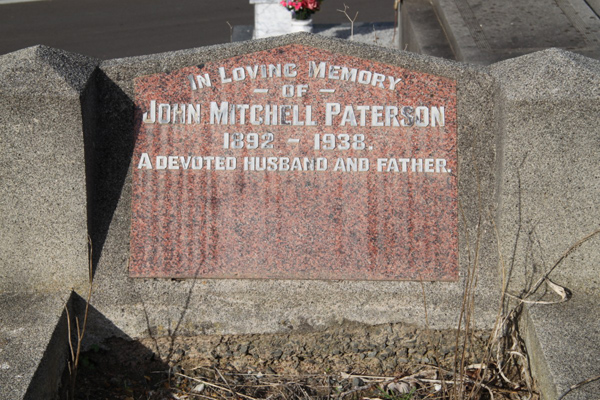 In Loving Memory
– OF –
John Mitchell Paterson
1892 – 1938.
A DEVOTED HUSBAND AND FATHER.